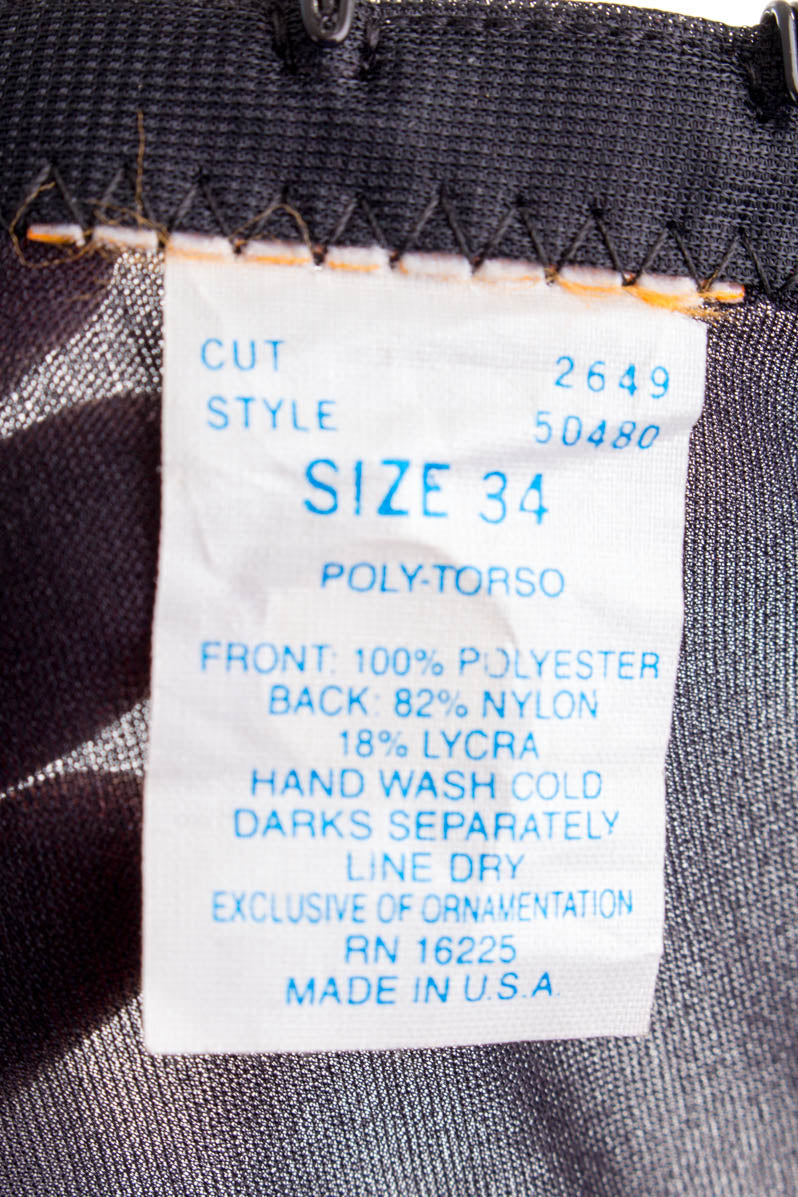 CUT 2649
STYLE 50480
SIZE 34
POLY-TORSO
FRONT: 100% POLYESTER
BACK: 82% NYLON
18% LYCRA
HAND WASH COLD
DARKS SEPARATELY
LINE DRY
EXCLUSIVE OF ORNAMENTATION
RN 16225
MADE IN U.S.A.